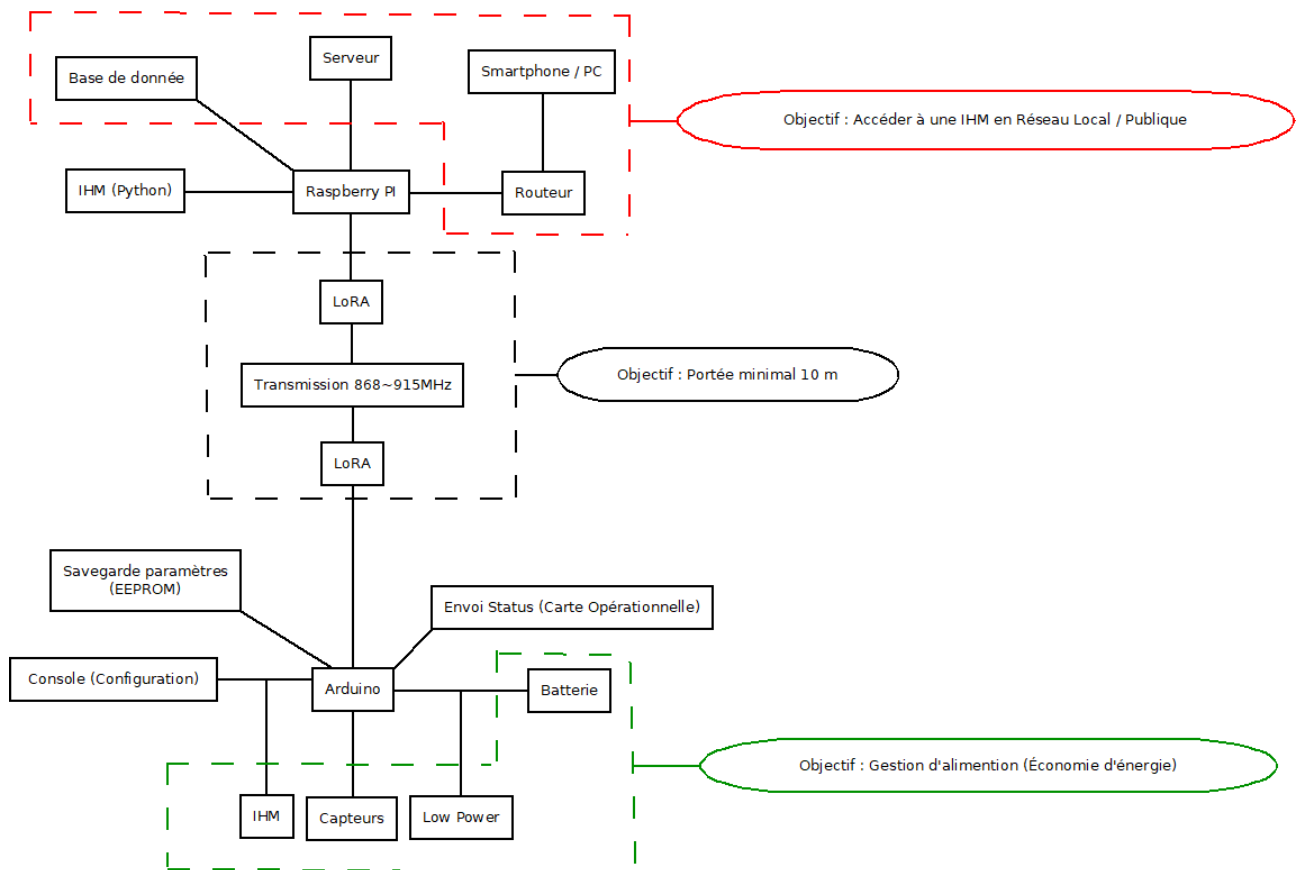 Serveur
Smartphone / PC
Base de donnée
Objectif : Accéder à une IHM en Réseau Local / Publique
IHM (Python)
Raspberry PI
Routeur
LoRA
Transmission 868~915MHz
Objectif : Portée minimal 10 m
LoRA
Savegarde paramètres
(EEPROM)
Envoi Status (Carte Opérationnelle)
Console (Configuration)
Arduino
Batterie
Objectif : Gestion d'alimention (Économie d'énergie)
IHM
Capteurs
Low Power